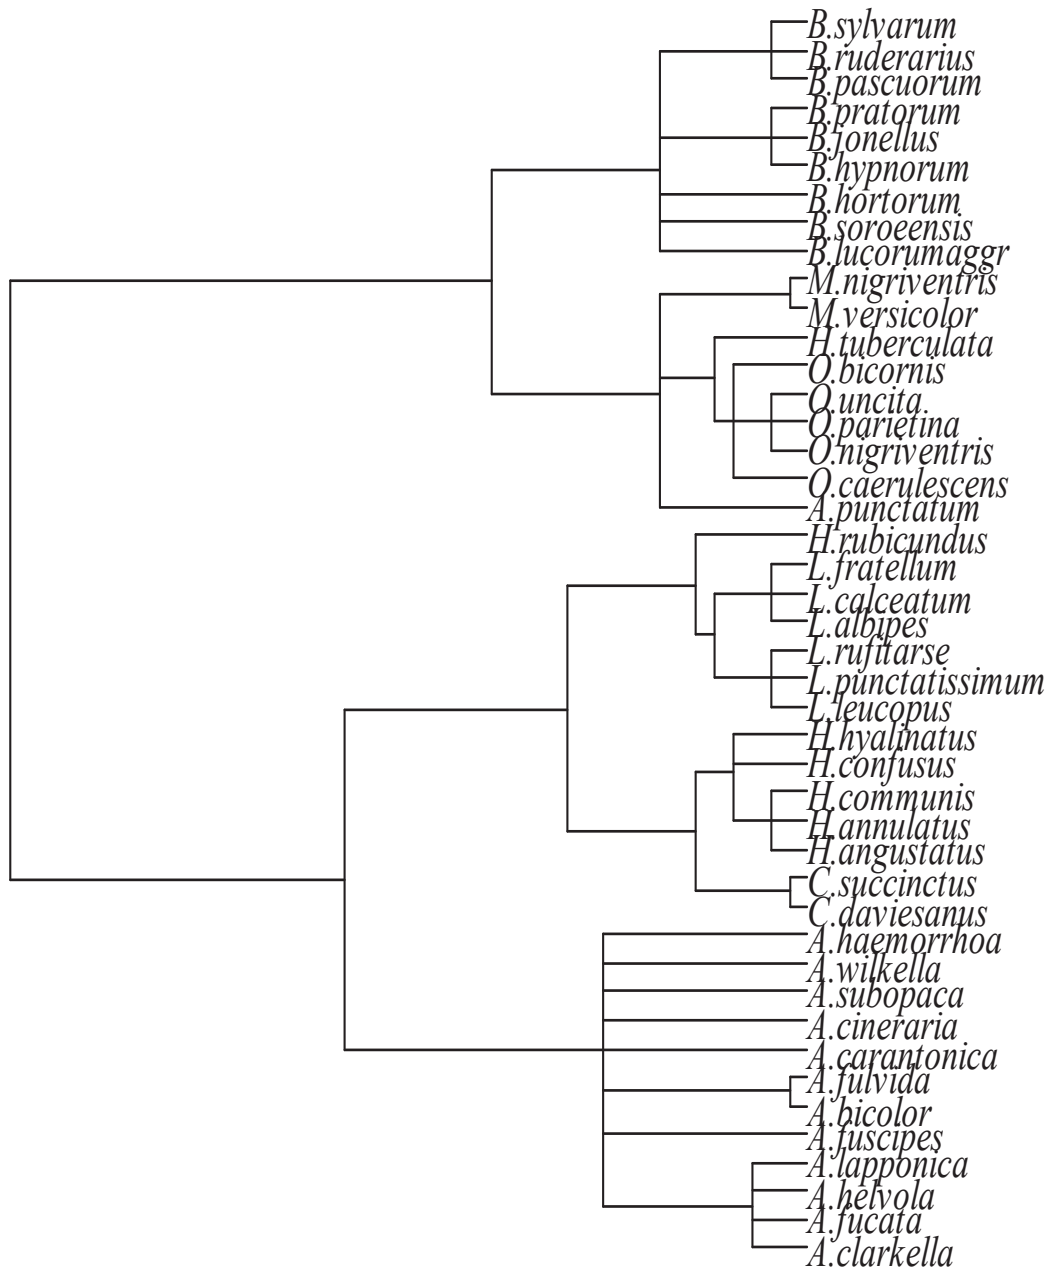 B.sylvarum
B.ruderarius
B.pascuorum
B.pratorum
B.jonellus
B.hypnorum
B.hortorum
B.soroeensis
B.lucorumaggr
M.nigriventris
M.versicolor
H.tuberculata
O.bicornis
O.uncita.
O.parietina
O.nigriventris
O.caerulescens
A.punctatum
H.rubicundus
L.fratellum
L.calceatum
L.albipes
L.rufitarse
L.punctatissimum
L.leucopus
H.hyalinatus
H.confusus
H.communis
H.annulatus
H.angustatus
C.succinctus
C.daviesanus
A.haemorrhoa
A.wilkella
A.subopaca
A.cineraria
A.carantonica
A.fulvida
A.bicolor
A.fuscipes
A.lapponica
A.helvola
A.fucata
A.clarkella